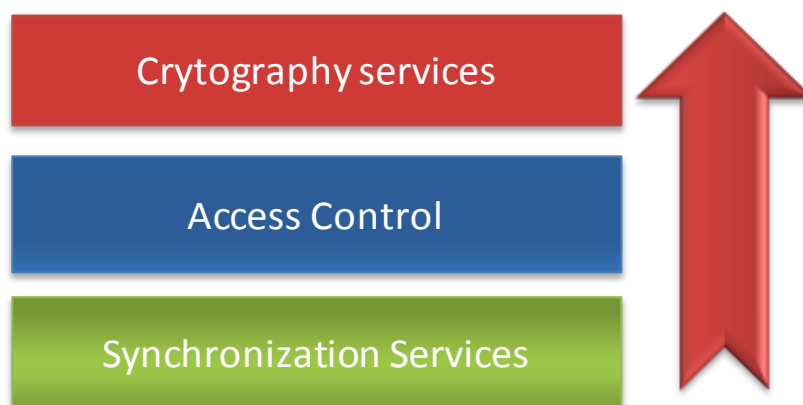 Crytography services
Access Control
Synchronization Services